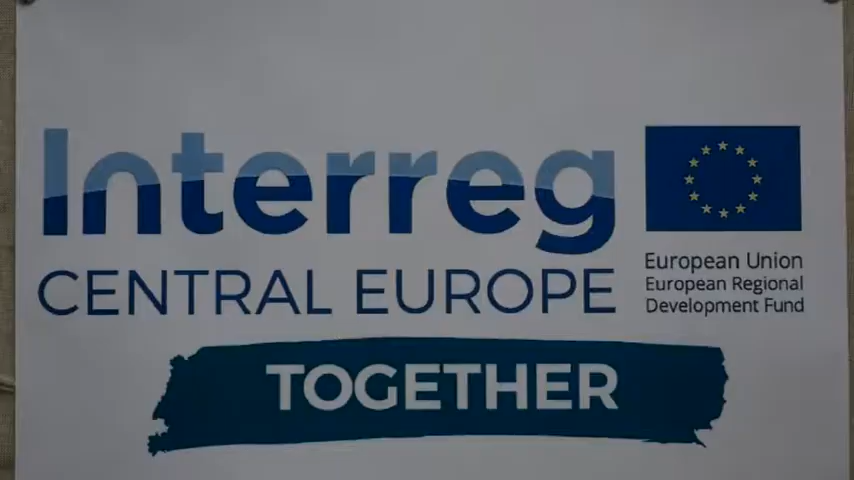 Interreg
CENTRAL EUROPE
European Union
European Regional
Development Fund
TOGETHER